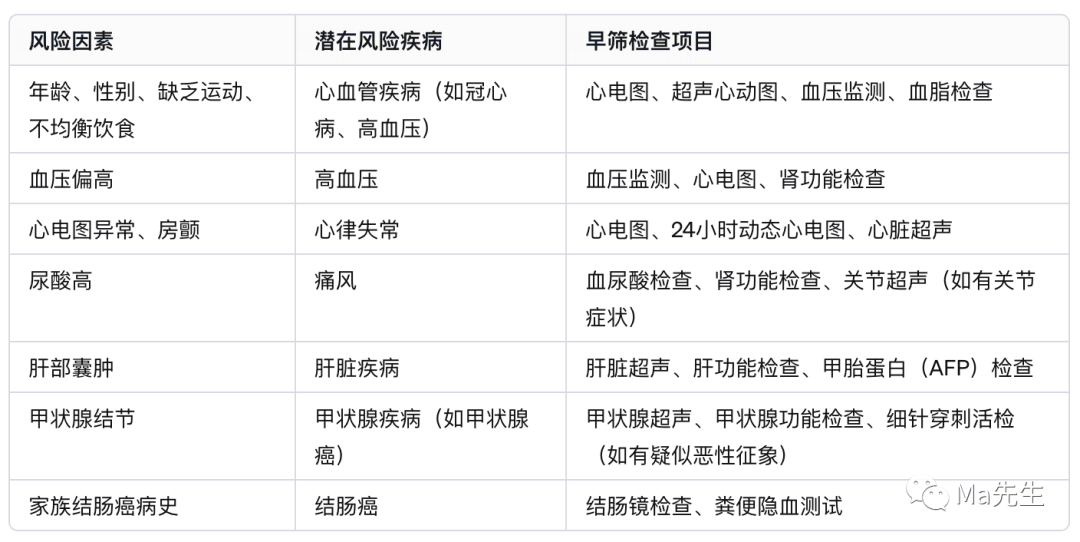 风险因素 潜在风险疾病 早筛检查项目
年龄、性别、缺乏运动、
不均衡饮食
心血管疾病（如冠心
病、高血压）
心电图、超声心动图、血压监测、血脂检查
血压偏高 高血压 血压监测、心电图、肾功能检查
心电图异常、房颤 心律失常 心电图、24小时动态心电图、心脏超声
尿酸高 痛风 血尿酸检查、肾功能检查、关节超声（如有关节
症状）
肝部囊肿 肝脏疾病 肝脏超声、肝功能检查、甲胎蛋白（AFP）检查
甲状腺结节 甲状腺疾病（如甲状腺
癌）
甲状腺超声、甲状腺功能检查、细针穿刺活检
（如有疑似恶性征象）
家族结肠癌病史 结肠癌 结肠镜检查、粪便隐血测试
Ma先生